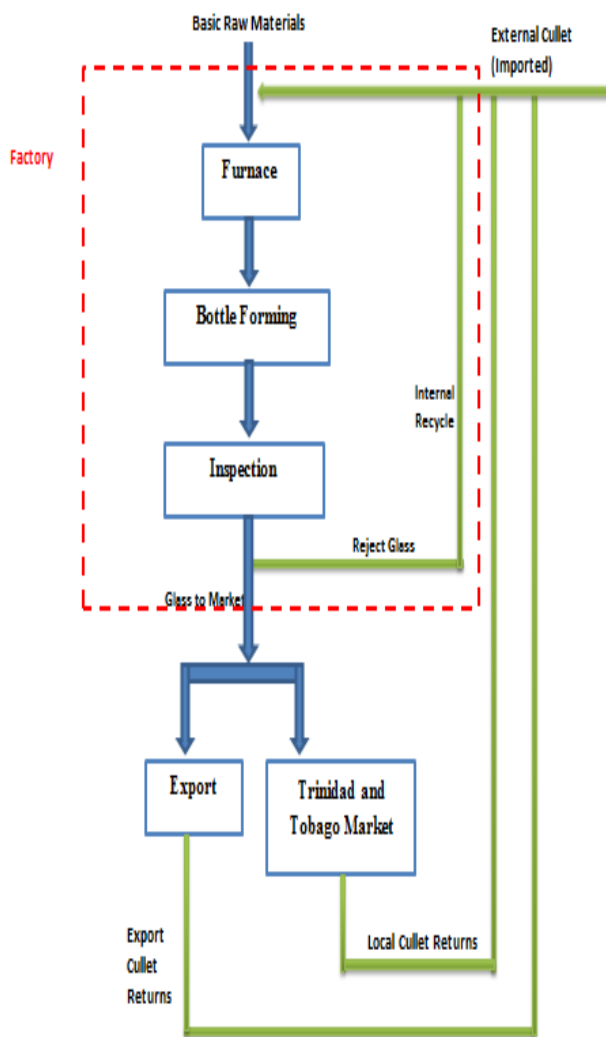 Basic Raw Materials
External Cullet
(Imported)
Factory
Furnace
Bottle Forming
Internal
Recycle
Inspection
Reject Glass
Glass to Market
Export
Trinidad and
Tobago Market
Export
Cullet
Returns
Local Cullet Returns